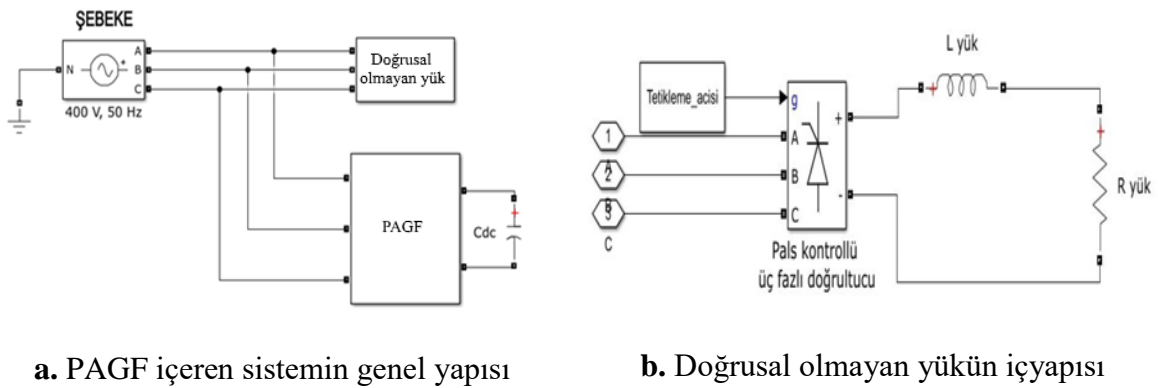 ŞEBEKE
N
A
B
C
400 V, 50 Hz
Doğrusal
olmayan yük
PAGF
Cdc
+
a. PAGF içeren sistemin genel yapısı
L yük
+
Tetikleme_acisi
g
A
B
C
+
-
1
A
2
B
3
C
+
R yük
Pals kontrollü
üç fazlı doğrultucu
b. Doğrusal olmayan yükün içyapısı